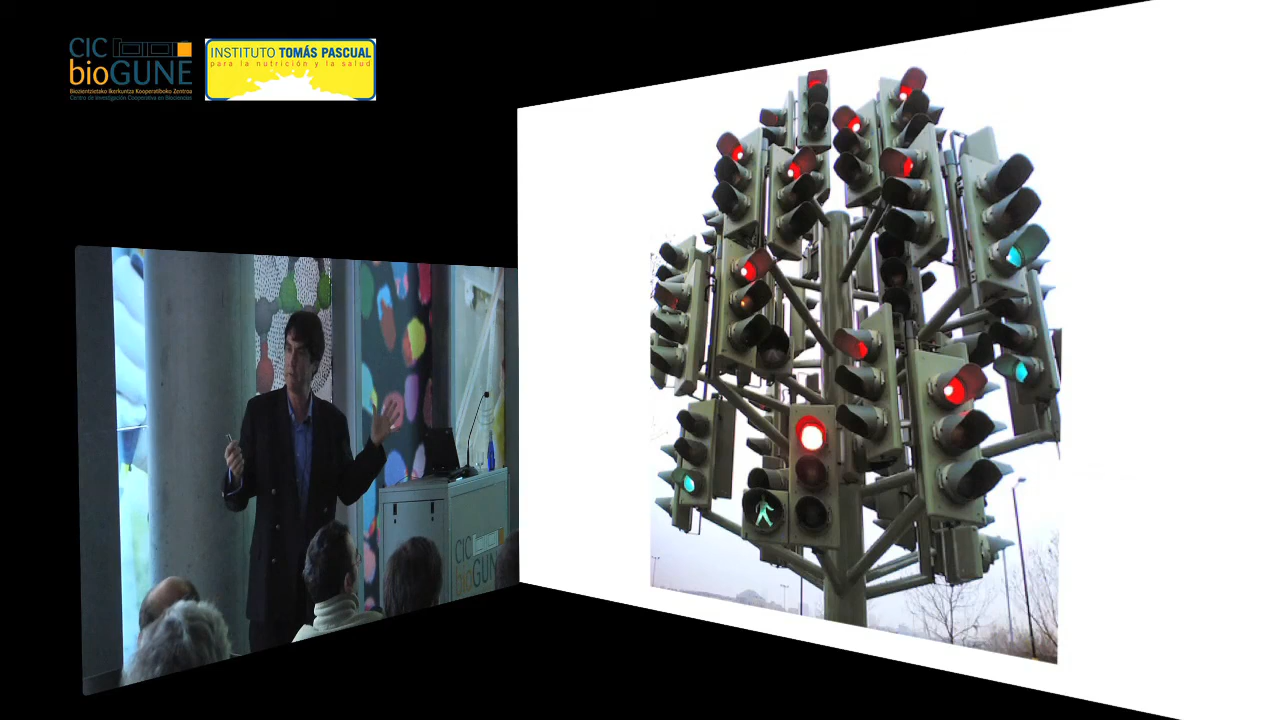 CIC
bioGUNE
Biozientzietako Ikerkuntza Kooperatiboko Zentroa
Centro de Investigación Cooperativa en Biociencias
INSTITUTO TOMÁS PASCUAL
para la nutrición y la salud
CIC
bioGUNE